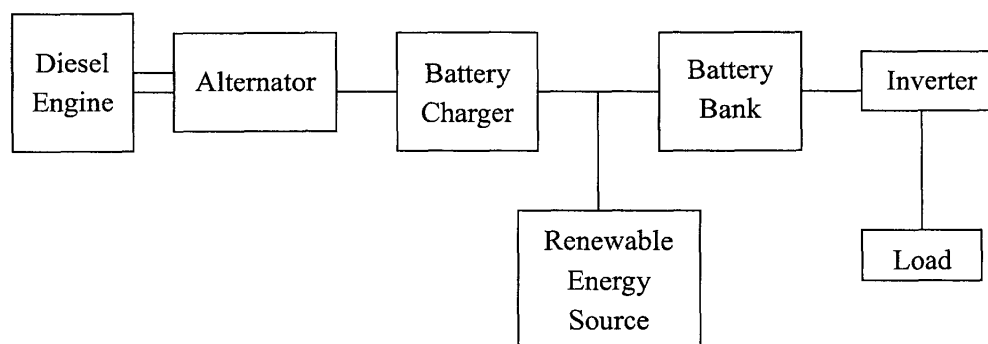 Diesel
Engine
Alternator
Battery
Charger
Battery
Bank
Inverter
Renewable
Energy
Source
Load